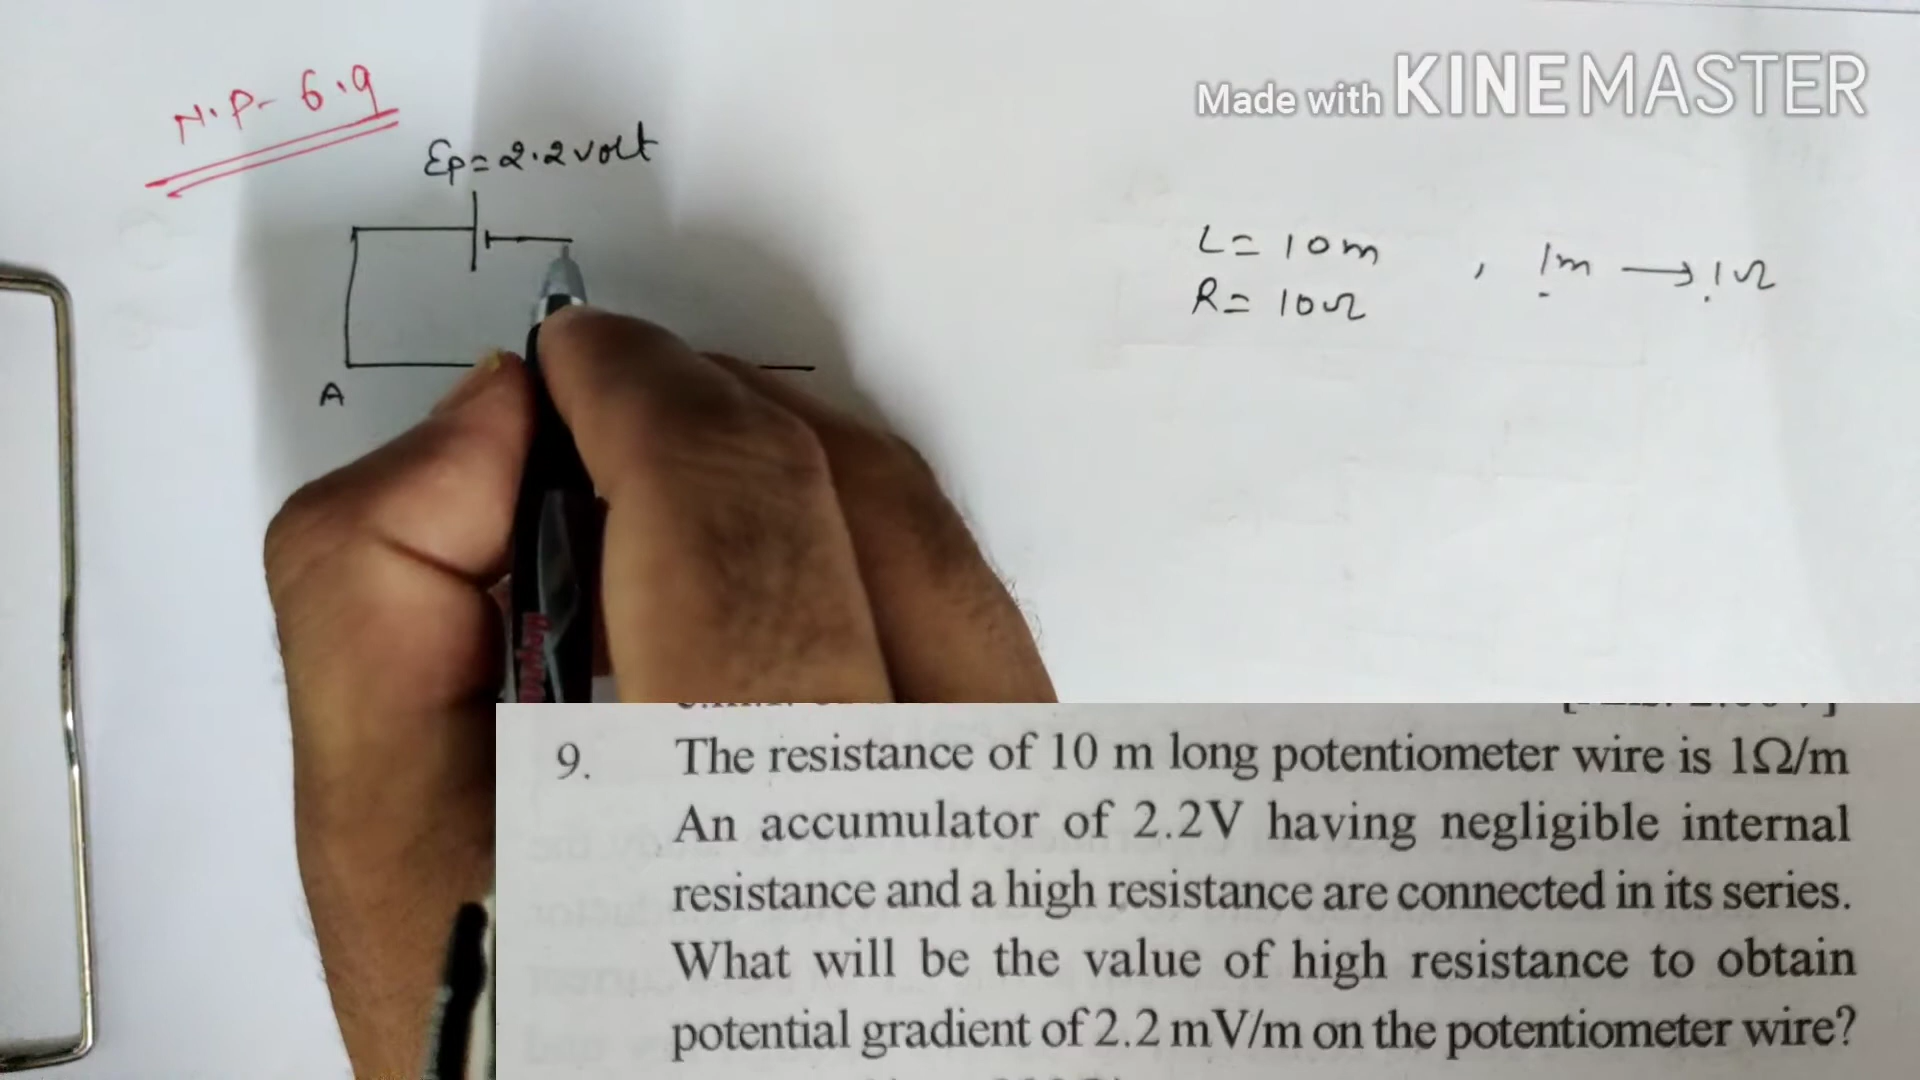 Made with KINEMASTER
N.P- 6.9
Ep=2.2 volt
L= 10m , 1m → 1Ω
R= 10Ω
A
9. The resistance of 10 m long potentiometer wire is 1Ω/m
An accumulator of 2.2V having negligible internal
resistance and a high resistance are connected in its series.
What will be the value of high resistance to obtain
potential gradient of 2.2 mV/m on the potentiometer wire?